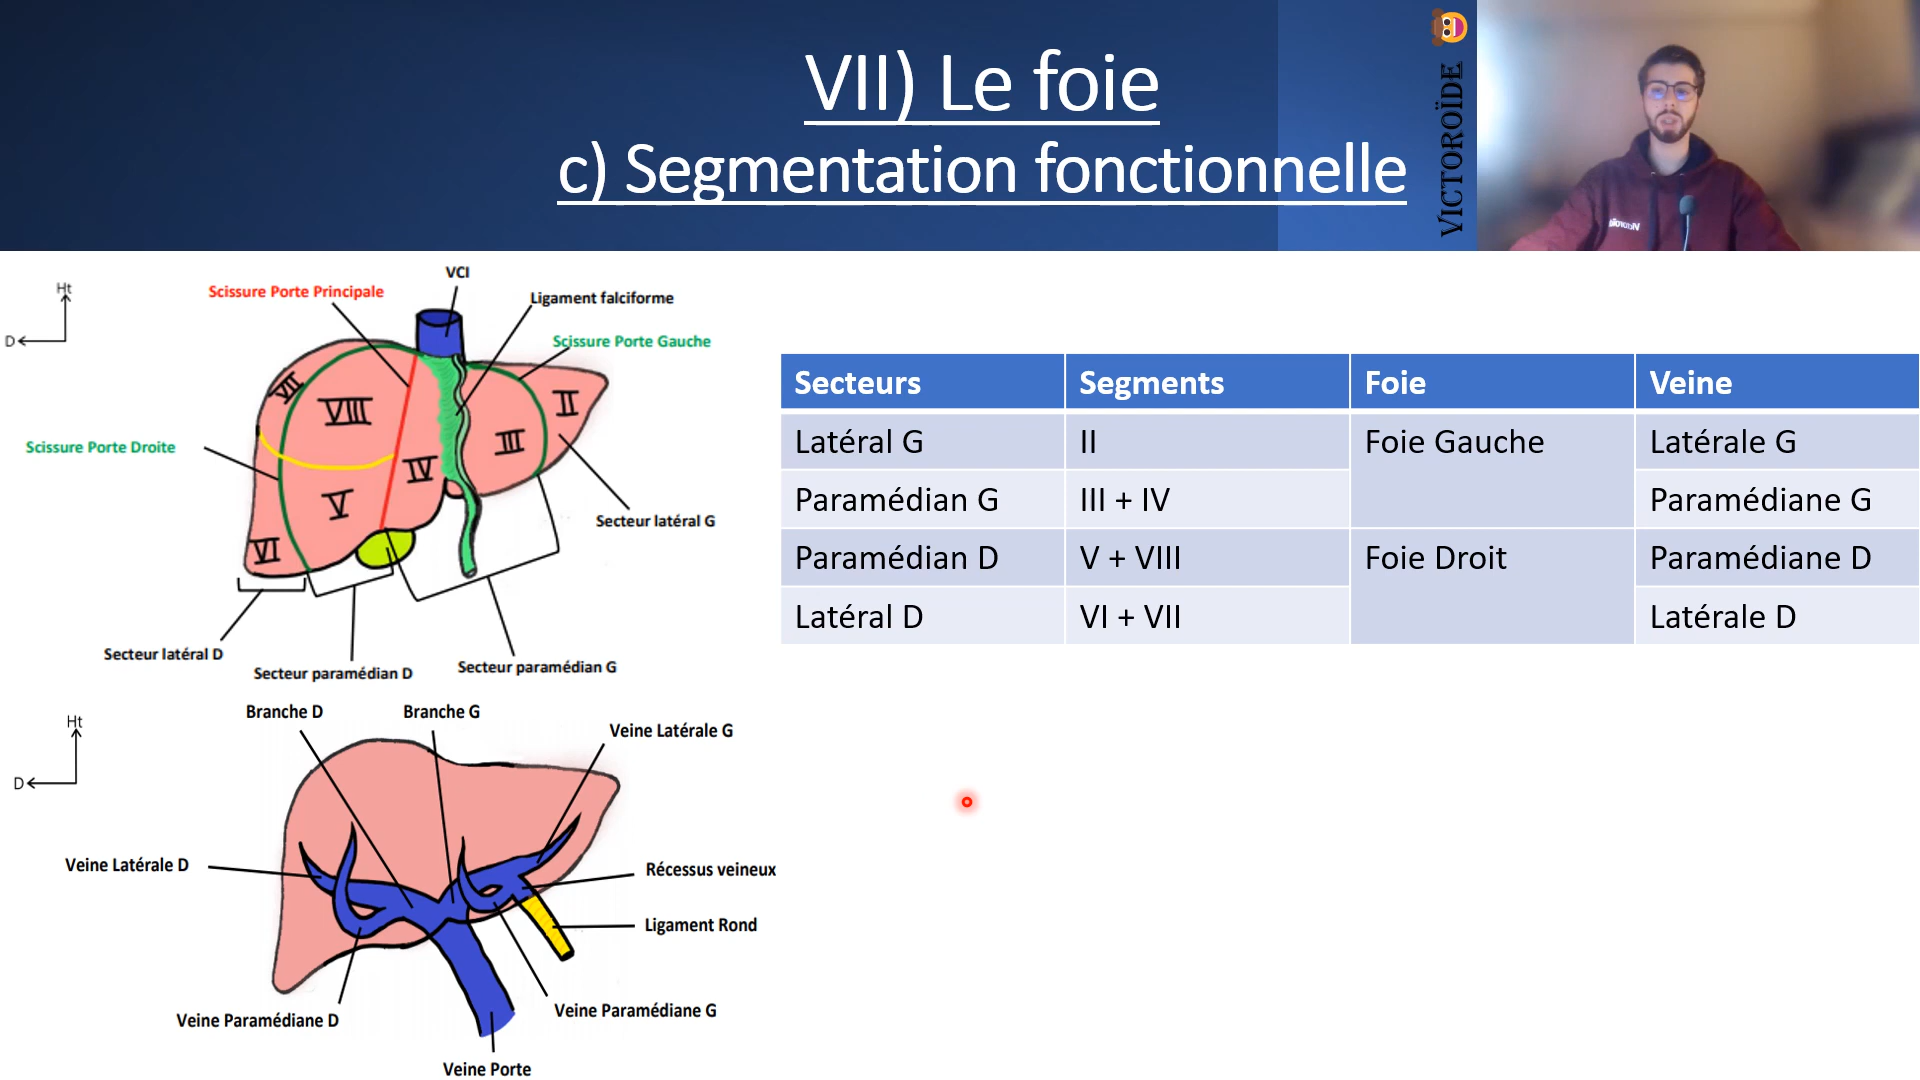 VII) Le foie
c) Segmentation fonctionnelle
VICTOROÏDE
Ht
D
VCI
Scissure Porte Principale
Ligament falciforme
Scissure Porte Gauche
Scissure Porte Droite
VII
VIII
II
III
IV
V
VI
Secteur latéral G
Secteur latéral D
Secteur paramédian D
Secteur paramédian G
Secteurs Segments Foie Veine
Latéral G II Foie Gauche Latérale G
Paramédian G III + IV Paramédiane G
Paramédian D V + VIII Foie Droit Paramédiane D
Latéral D VI + VII Latérale D
Ht
D
Branche D
Branche G
Veine Latérale G
Veine Latérale D
Récessus veineux
Ligament Rond
Veine Paramédiane G
Veine Paramédiane D
Veine Porte